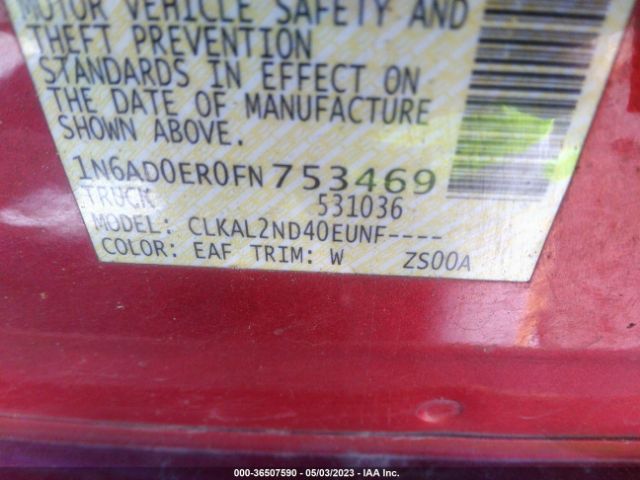 MOTOR VEHICLE SAFETY AND
THEFT PREVENTION
STANDARDS IN EFFECT ON
THE DATE OF MANUFACTURE
SHOWN ABOVE.
1N6AD0ER0FN753469
TRUCK 531036
MODEL: CLKAL2ND40EUNF----
COLOR: EAF TRIM: W ZS00A
000-36507590 - 05/03/2023 - IAA Inc.